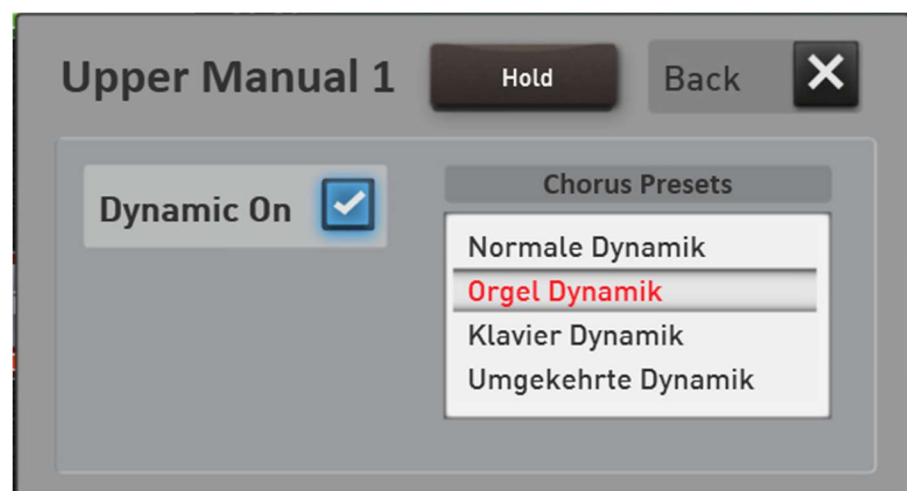 Upper Manual 1
Hold
Back
Dynamic On
Chorus Presets
Normale Dynamik
Orgel Dynamik
Klavier Dynamik
Umgekehrte Dynamik